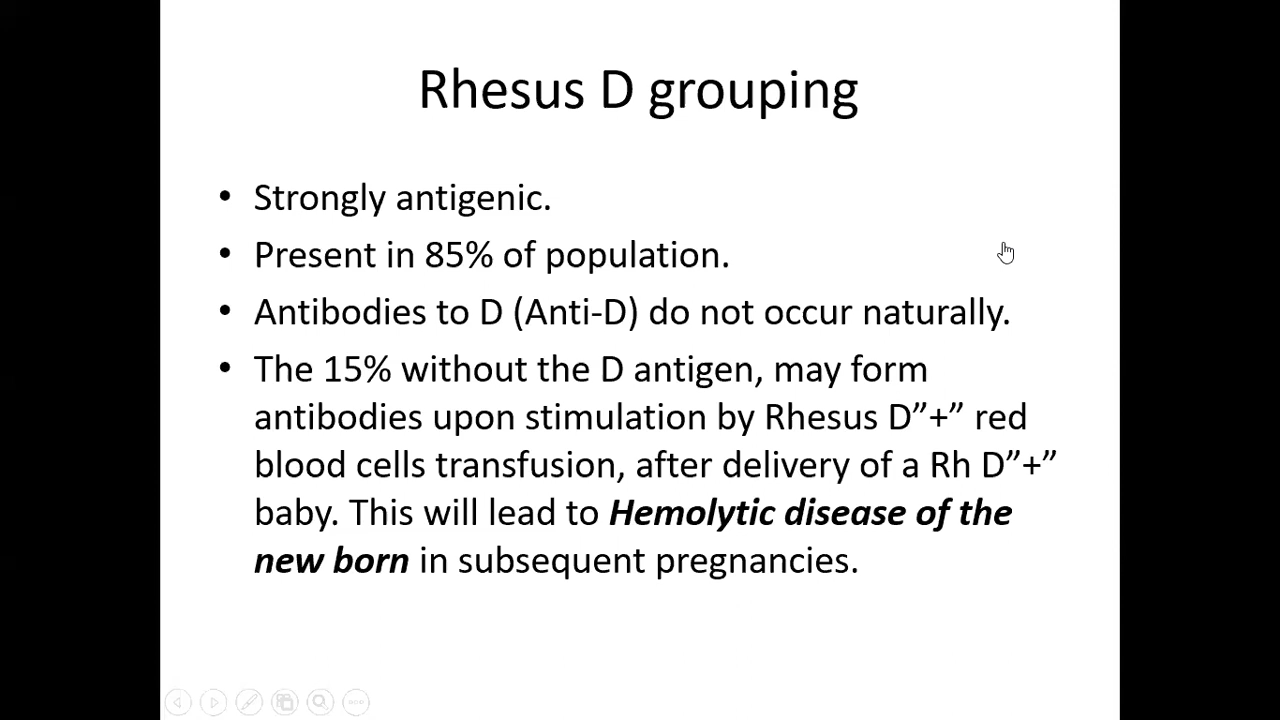 Rhesus D grouping
• Strongly antigenic.
• Present in 85% of population.
• Antibodies to D (Anti-D) do not occur naturally.
• The 15% without the D antigen, may form
antibodies upon stimulation by Rhesus D”+” red
blood cells transfusion, after delivery of a Rh D”+”
baby. This will lead to Hemolytic disease of the
new born in subsequent pregnancies.